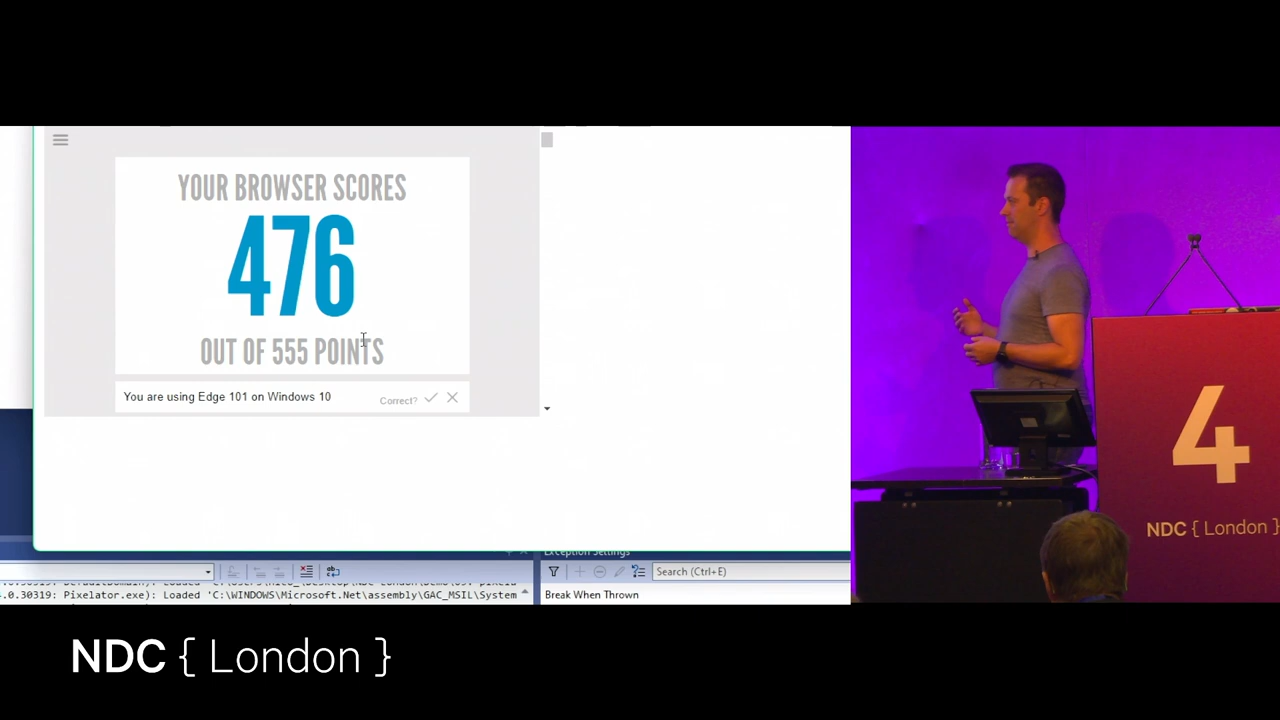 YOUR BROWSER SCORES
476
OUT OF 555 POINTS
You are using Edge 101 on Windows 10
Correct?
Exception Settings
Search (Ctrl+E)
.0.30319: Pixelator.exe): Loaded 'C:\WINDOWS\Microsoft.Net\assembly\GAC_MSIL\System
Break When Thrown
4
NDC { London }
NDC { London }